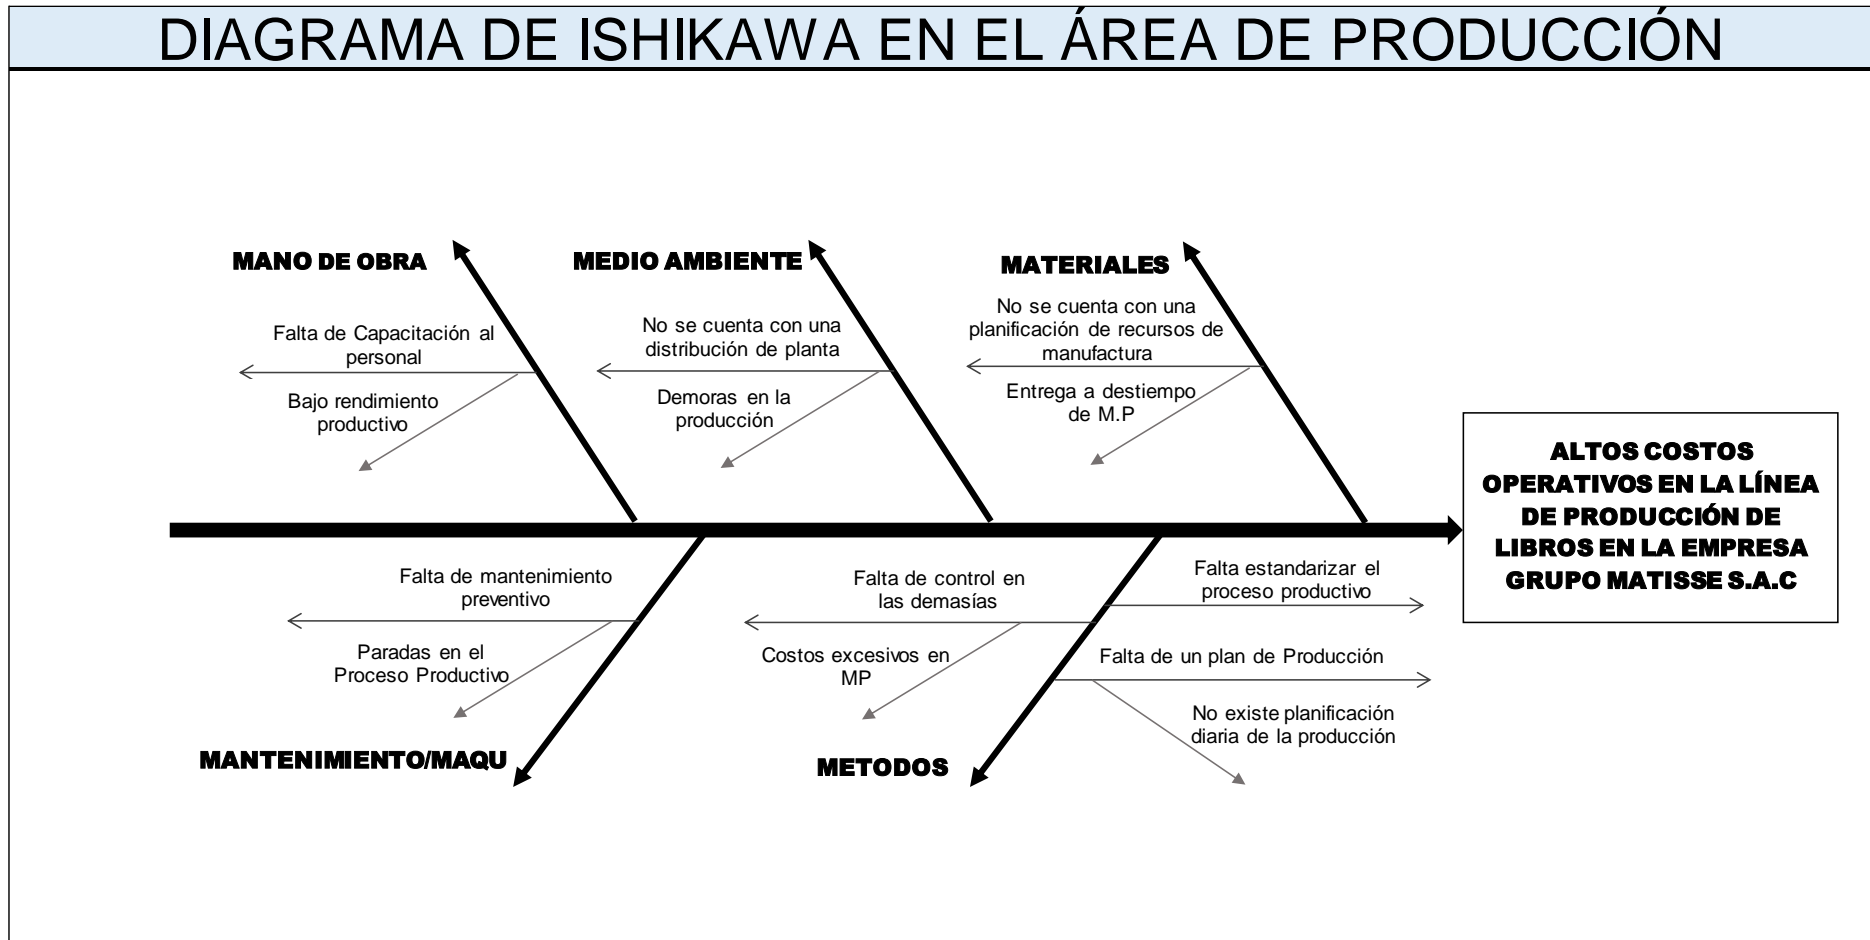 DIAGRAMA DE ISHIKAWA EN EL ÁREA DE PRODUCCIÓN
MANO DE OBRA
Falta de Capacitación al
personal
Bajo rendimiento
productivo
MEDIO AMBIENTE
No se cuenta con una
distribución de planta
Demoras en la
producción
MATERIALES
No se cuenta con una
planificación de recursos de
manufactura
Entrega a destiempo
de M.P
ALTOS COSTOS
OPERATIVOS EN LA LÍNEA
DE PRODUCCIÓN DE
LIBROS EN LA EMPRESA
GRUPO MATISSE S.A.C
Falta de mantenimiento
preventivo
Paradas en el
Proceso Productivo
MANTENIMIENTO/MAQU
Falta de control en
las demasías
Costos excesivos en
MP
Falta estandarizar el
proceso productivo
Falta de un plan de Producción
No existe planificación
diaria de la producción
METODOS